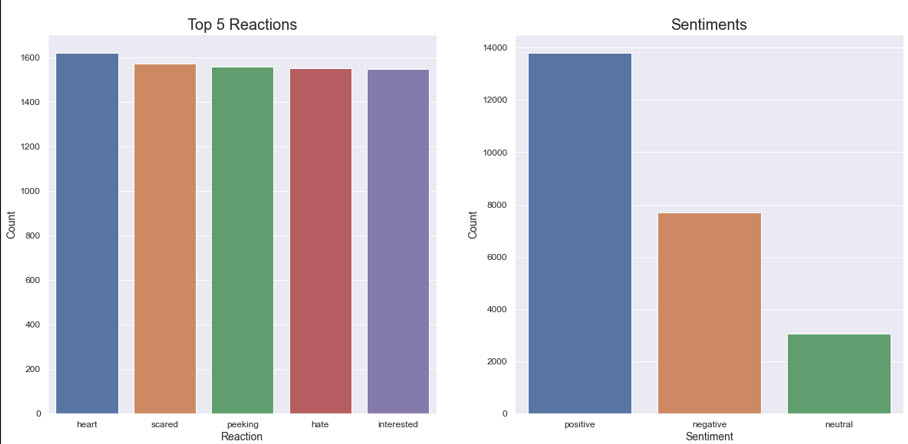 Top 5 Reactions
Count
1600
1400
1200
1000
800
600
400
200
0
heart scared peeking hate interested
Reaction
Sentiments
Count
14000
12000
10000
8000
6000
4000
2000
0
positive negative neutral
Sentiment